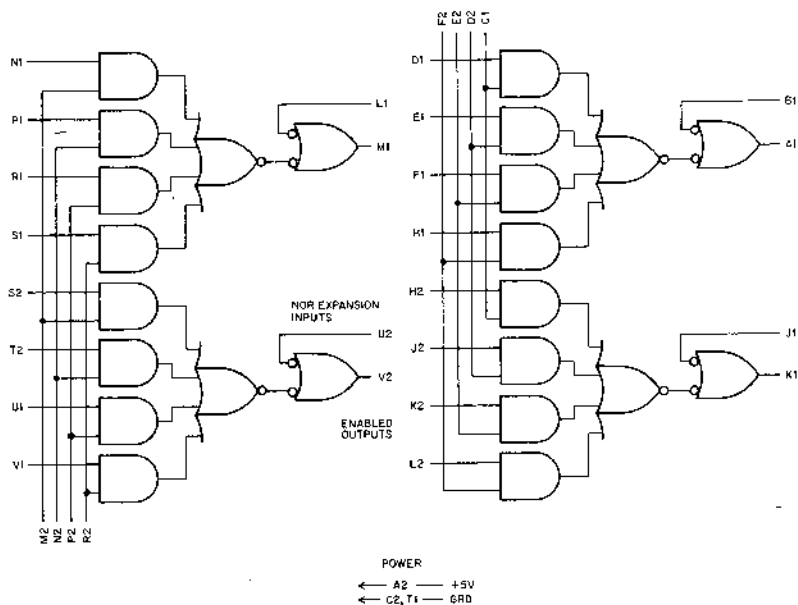 F2 E2 D2 C1
N1
D1
L1
B1
P1
E1
M1
A1
R1
F1
S1
K1
S2
H2
NOR EXPANSION
INPUTS
U2
J1
T2
J2
V2
K1
U1
K2
ENABLED
OUTPUTS
V1
L2
M2 N2 P2 R2
POWER
A2 +5V
C2, T1 GRD